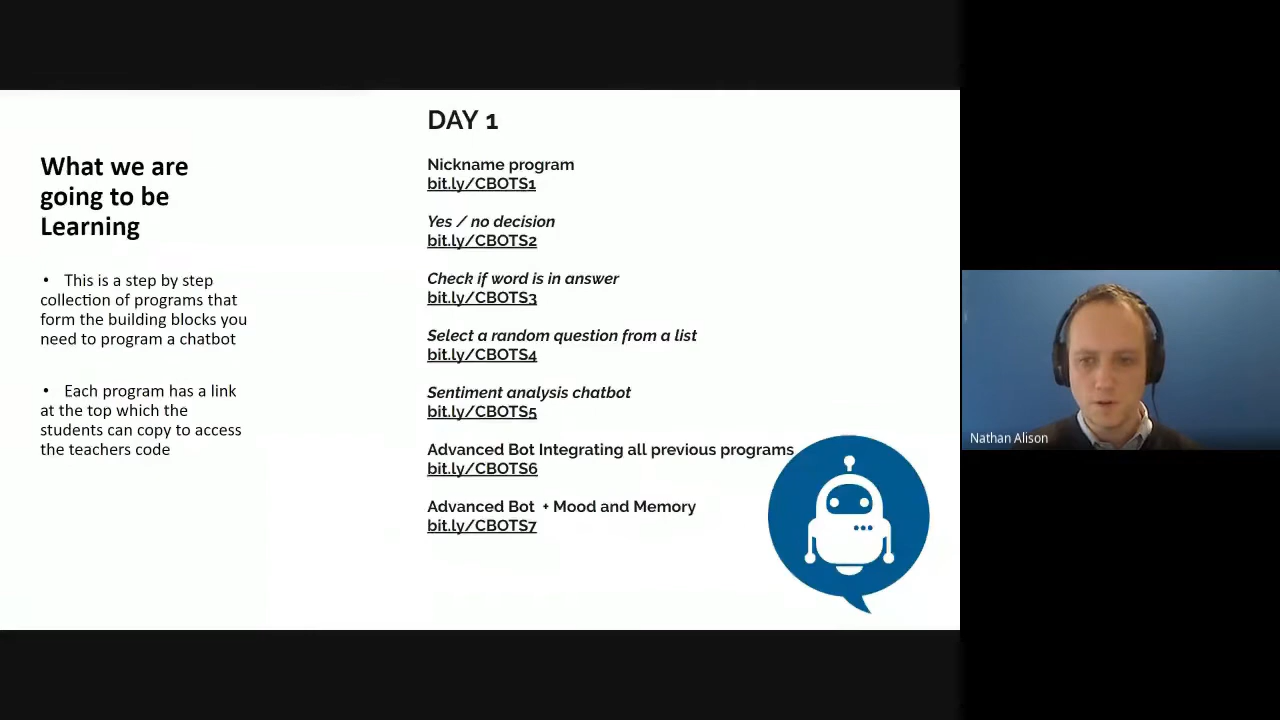 What we are
going to be
Learning
• This is a step by step
collection of programs that
form the building blocks you
need to program a chatbot
• Each program has a link
at the top which the
students can copy to access
the teachers code
DAY 1
Nickname program
bit.ly/CBOTS1
Yes / no decision
bit.ly/CBOTS2
Check if word is in answer
bit.ly/CBOTS3
Select a random question from a list
bit.ly/CBOTS4
Sentiment analysis chatbot
bit.ly/CBOTS5
Advanced Bot Integrating all previous programs
bit.ly/CBOTS6
Advanced Bot + Mood and Memory
bit.ly/CBOTS7
Nathan Alison